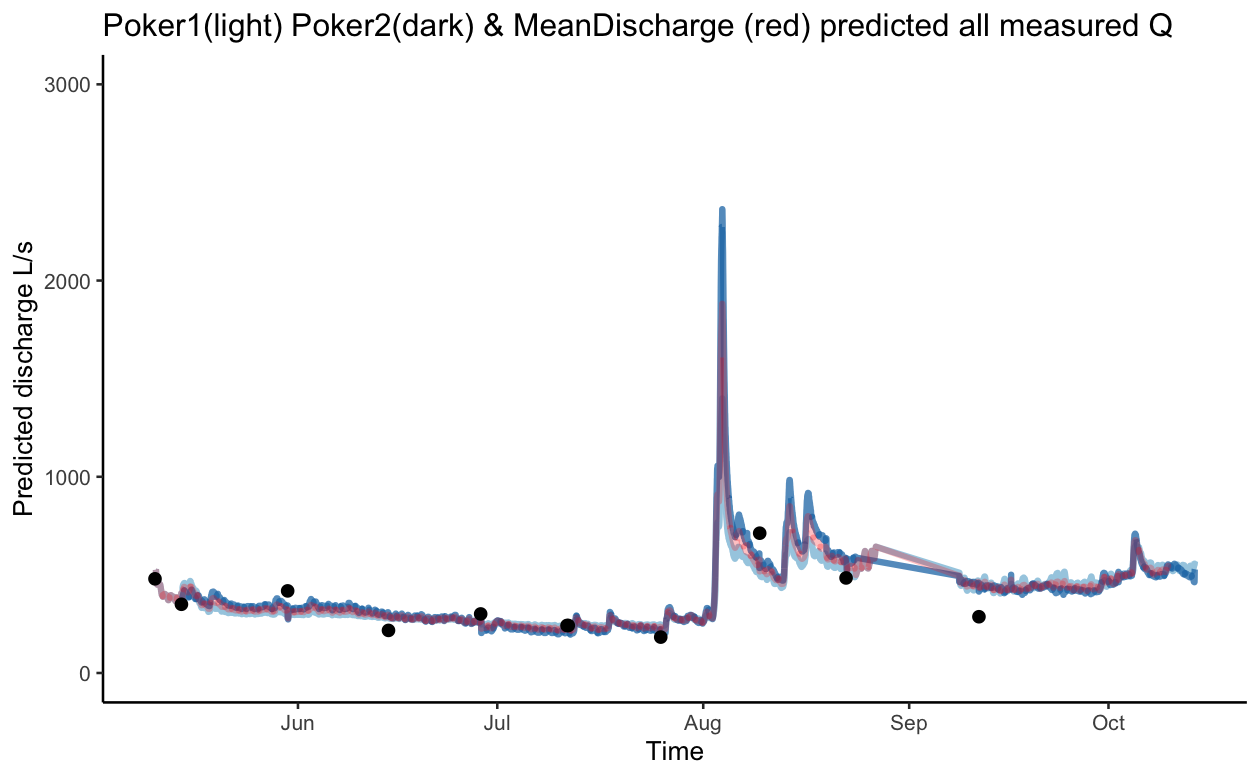 Poker1(light) Poker2(dark) & MeanDischarge (red) predicted all measured Q
3000
2000
1000
0
Predicted discharge L/s
Jun Jul Aug Sep Oct
Time